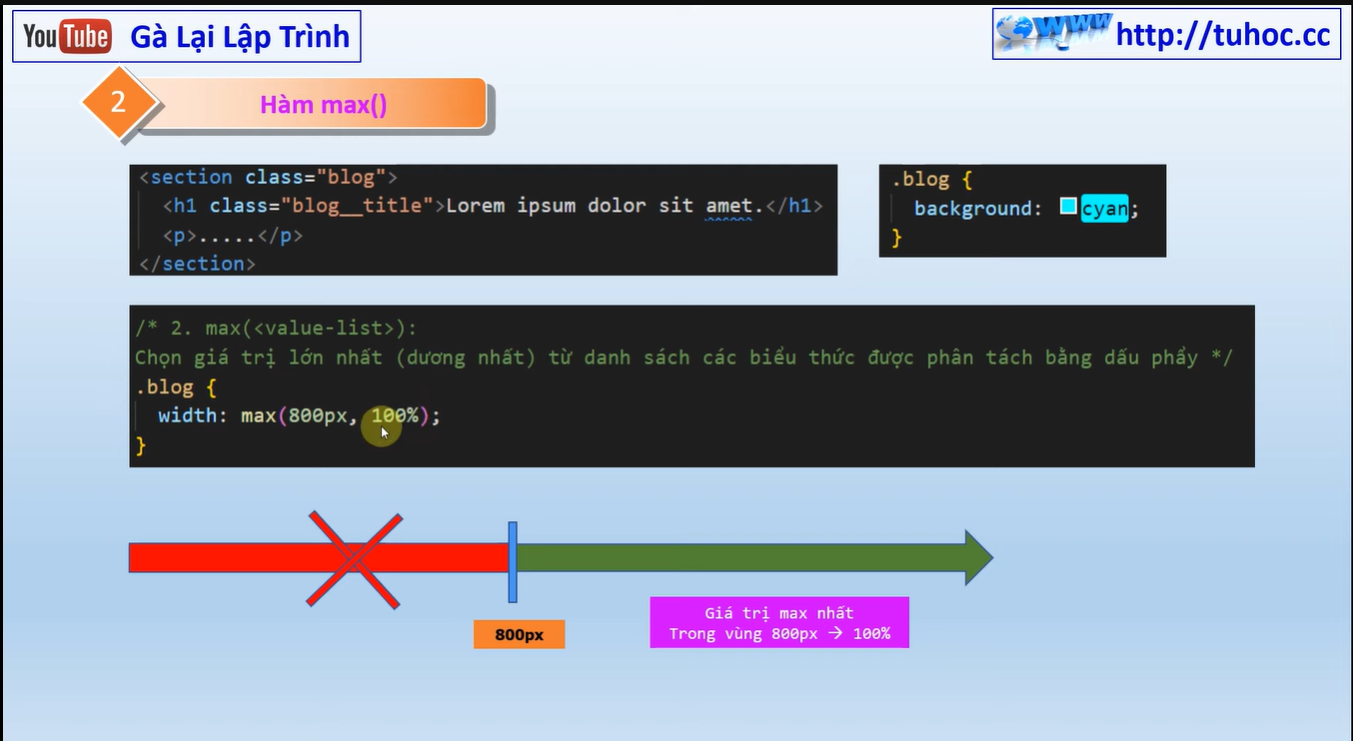 YouTube Gà Lại Lập Trình
WWW http://tuhoc.cc
2
Hàm max()
<section class="blog">
<h1 class="blog__title">Lorem ipsum dolor sit amet.</h1>
<p>.....</p>
</section>
.blog {
background: cyan;
}
/* 2. max(<value-list>):
Chọn giá trị lớn nhất (dương nhất) từ danh sách các biểu thức được phân tách bằng dấu phẩy */
.blog {
width: max(800px, 100%);
}
800px
Giá trị max nhất
Trong vùng 800px → 100%